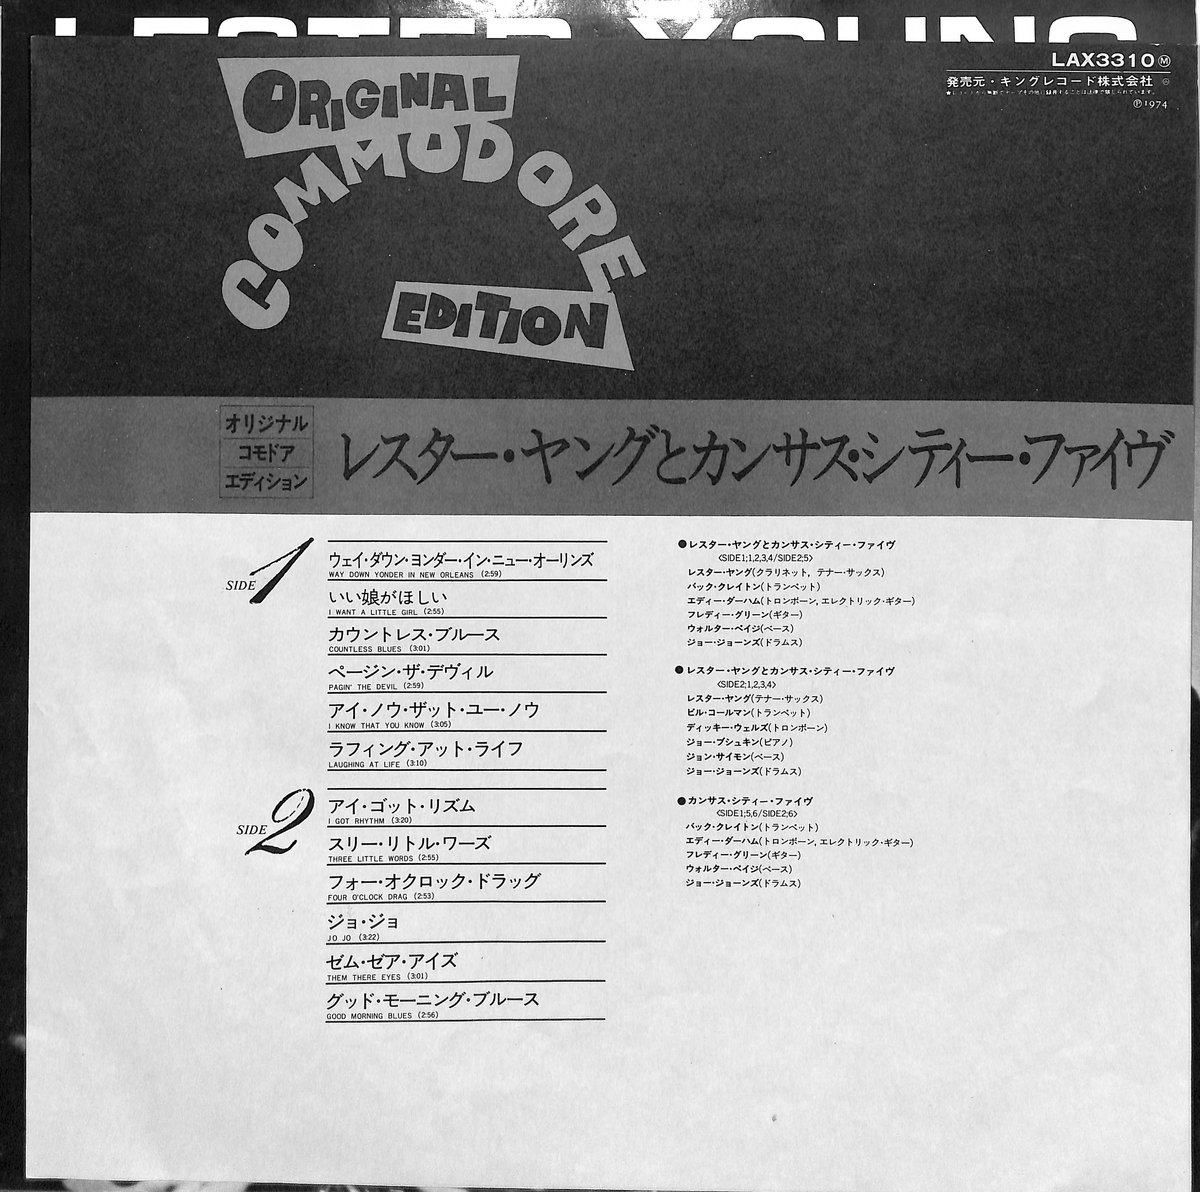 LESTER YOUNG
LAX3310 Ⓜ
発売元・キングレコード株式会社
Ⓟ1974
ORIGINAL
COMMODORE
EDITION
オリジナル
コモドア
エディション
レスター・ヤングとカンサス・シティー・ファイヴ
SIDE 1
ウェイ・ダウン・ヨンダー・イン・ニュー・オーリンズ
WAY DOWN YONDER IN NEW ORLEANS (2:59)
いい娘がほしい
I WANT A LITTLE GIRL (2:55)
カウントレス・ブルース
COUNTLESS BLUES (3:01)
ページン・ザ・デヴィル
PAGIN' THE DEVIL (2:59)
アイ・ノウ・ザット・ユー・ノウ
I KNOW THAT YOU KNOW (3:05)
ラフィング・アット・ライフ
LAUGHING AT LIFE (3:10)
SIDE 2
アイ・ゴット・リズム
I GOT RHYTHM (3:20)
スリー・リトル・ワーズ
THREE LITTLE WORDS (2:55)
フォー・オクロック・ドラッグ
FOUR O'CLOCK DRAG (2:53)
ジョ・ジョ
JO JO (3:22)
ゼム・ゼア・アイズ
THEM THERE EYES (3:01)
グッド・モーニング・ブルース
GOOD MORNING BLUES (2:56)
●レスター・ヤングとカンサス・シティー・ファイヴ
<SIDE1;1,2,3,4/SIDE2;5>
レスター・ヤング(クラリネット, テナー・サックス)
バック・クレイトン(トランペット)
エディー・ダーハム(トロンボーン, エレクトリック・ギター)
フレディー・グリーン(ギター)
ウォルター・ペイジ(ベース)
ジョー・ジョーンズ(ドラムス)
●レスター・ヤングとカンサス・シティー・ファイヴ
<SIDE2;1,2,3,4>
レスター・ヤング(テナー・サックス)
ビル・コールマン(トランペット)
ディッキー・ウェルズ(トロンボーン)
ジョー・ブシュキン(ピアノ)
ジョン・サイモン(ベース)
ジョー・ジョーンズ(ドラムス)
●カンサス・シティー・ファイヴ
<SIDE1;5,6/SIDE2;6>
バック・クレイトン(トランペット)
エディー・ダーハム(トロンボーン, エレクトリック・ギター)
フレディー・グリーン(ギター)
ウォルター・ペイジ(ベース)
ジョー・ジョーンズ(ドラムス)